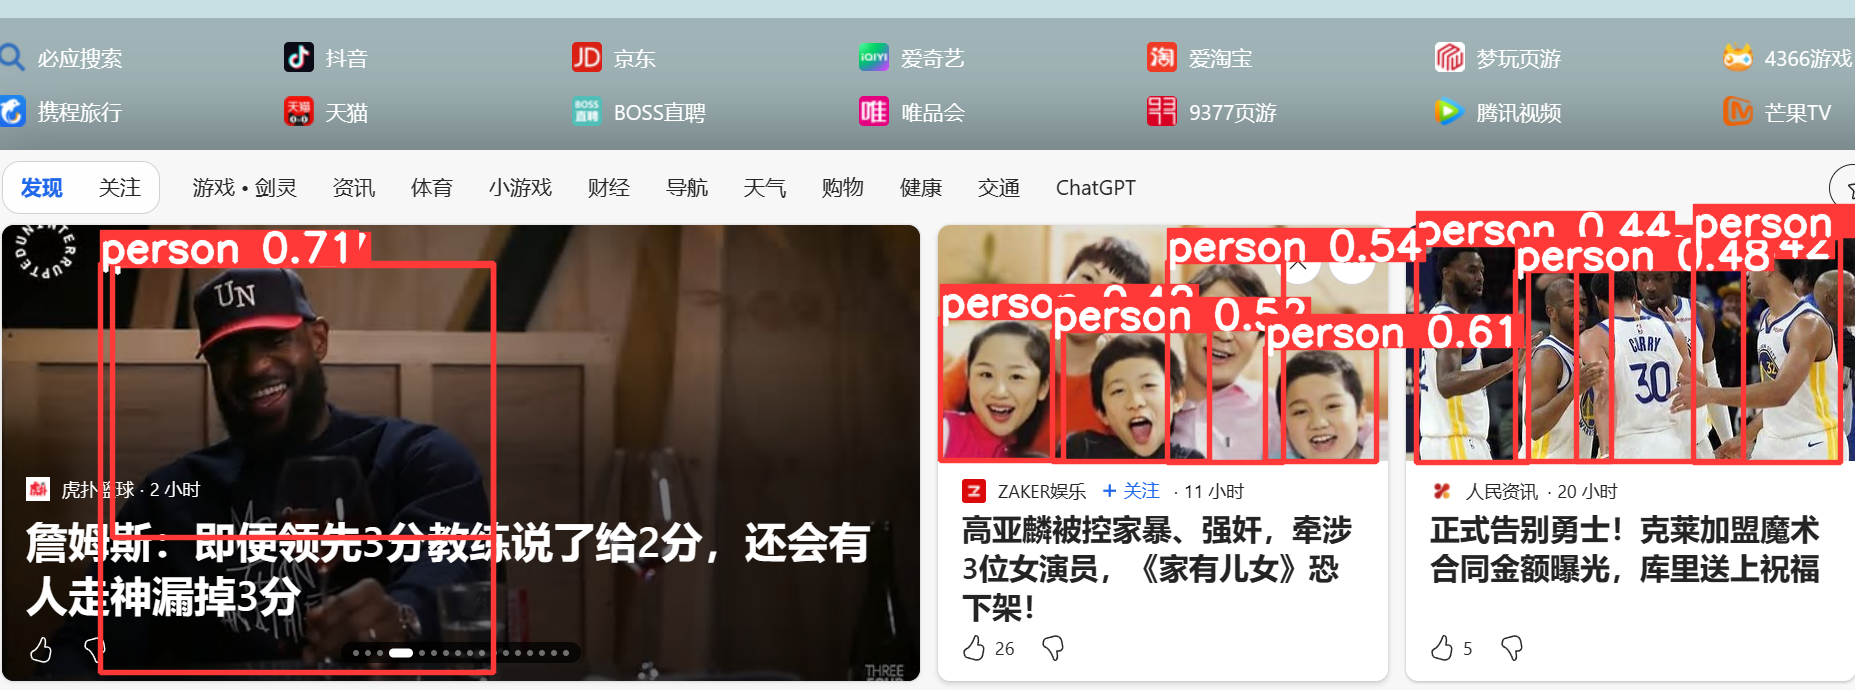 必应搜索 抖音 京东 爱奇艺 爱淘宝 梦玩页游 4366游戏
携程旅行 天猫 BOSS直聘 唯品会 9377页游 腾讯视频 芒果TV
发现 关注 游戏·剑灵 资讯 体育 小游戏 财经 导航 天气 购物 健康 交通 ChatGPT
UNINTERRUPTED
person 0.71
UN
虎扑篮球 · 2 小时
詹姆斯：即便领先3分教练说了给2分，还会有
人走神漏掉3分
THREE
person 0.54
person 0.52
person 0.61
ZAKER娱乐 + 关注 · 11 小时
高亚麟被控家暴、强奸，牵涉
3位女演员，《家有儿女》恐
下架！
26
person 0.44
person
person 0.48
CURRY
30
人民资讯 · 20 小时
正式告别勇士！克莱加盟魔术
合同金额曝光，库里送上祝福
5